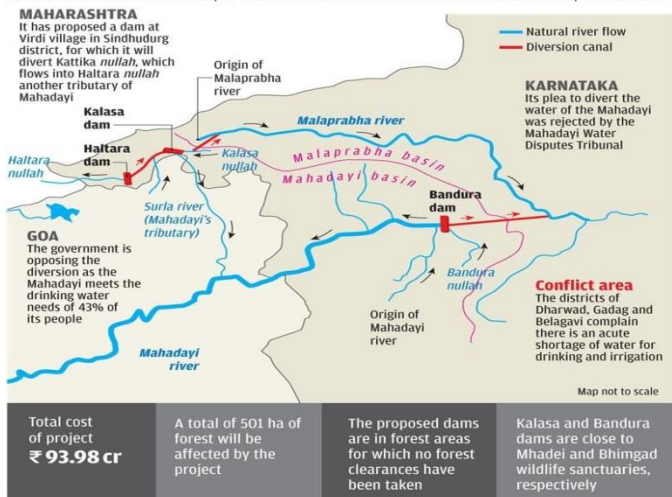 MAHARASHTRA
It has proposed a dam at
Virdi village in Sindhudurg
district, for which it will
divert Kattika nullah, which
flows into Haltara nullah
another tributary of
Mahadayi
Natural river flow
Diversion canal
Origin of
Malaprabha
river
KARNATAKA
Its plea to divert the
water of the Mahadayi
was rejected by the
Mahadayi Water
Disputes Tribunal
Kalasa
dam
Malaprabha river
Haltara
dam
Haltara
nullah
Kalasa
nullah
Malaprabha basin
Mahadayi basin
Surla river
(Mahadayi's
tributary)
Bandura
dam
GOA
The government is
opposing the
diversion as the
Mahadayi meets the
drinking water
needs of 43% of
its people
Bandura
nullah
Origin of
Mahadayi
river
Conflict area
The districts of
Dharwad, Gadag and
Belagavi complain
there is an acute
shortage of water for
drinking and irrigation
Mahadayi
river
Map not to scale
Total cost
of project
₹ 93.98 cr
A total of 501 ha of
forest will be
affected by the
project
The proposed dams
are in forest areas
for which no forest
clearances have
been taken
Kalasa and Bandura
dams are close to
Mhadei and Bhimgad
wildlife sanctuaries,
respectively